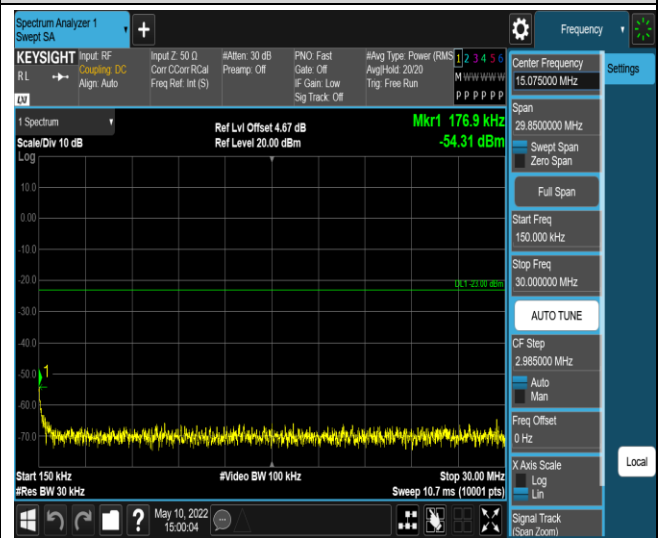 Spectrum Analyzer 1
Swept SA
Frequency
KEYSIGHT
RL
Input: RF
Coupling: DC
Align: Auto
Input Z: 50 Ω
Corr CCorr RCal
Freq Ref: Int (S)
#Atten: 30 dB
Preamp: Off
PNO: Fast
Gate: Off
IF Gain: Low
Sig Track: Off
#Avg Type: Power (RMS
Avg|Hold: 20/20
Trig: Free Run
1 2 3 4 5 6
M W W W W W
P P P P P P
LXI
1 Spectrum
Scale/Div 10 dB
Ref Lvl Offset 4.67 dB
Ref Level 20.00 dBm
Mkr1 176.9 kHz
-54.31 dBm
Log
10.0
0.00
-10.0
-20.0
DL1 -23.00 dBm
-30.0
-40.0
-50.0
1
-60.0
-70.0
Start 150 kHz
#Res BW 30 kHz
#Video BW 100 kHz
Stop 30.00 MHz
Sweep 10.7 ms (10001 pts)
May 10, 2022
15:00:04
Center Frequency
15.075000 MHz
Settings
Span
29.8500000 MHz
Swept Span
Zero Span
Full Span
Start Freq
150.000 kHz
Stop Freq
30.000000 MHz
AUTO TUNE
CF Step
2.985000 MHz
Auto
Man
Freq Offset
0 Hz
X Axis Scale
Log
Lin
Local
Signal Track
(Span Zoom)